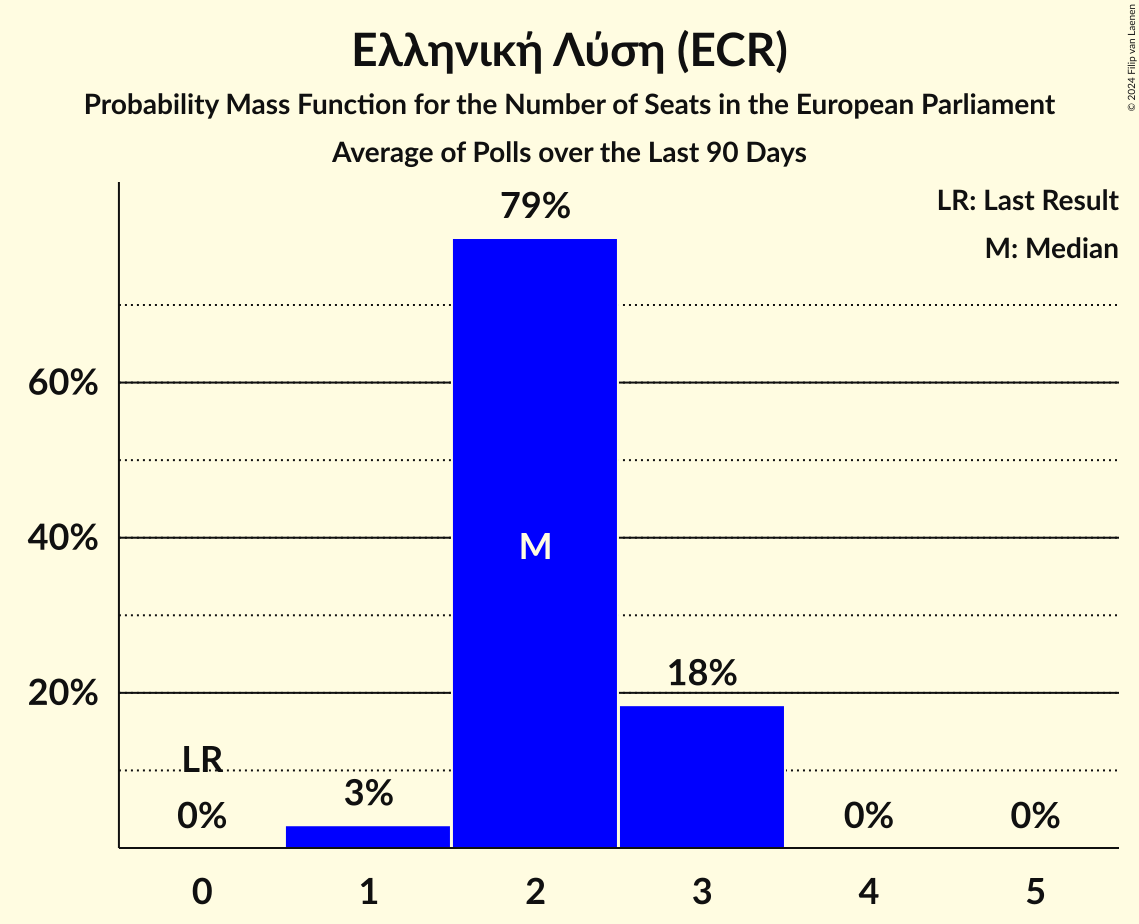 Ελληνική Λύση (ECR)
Probability Mass Function for the Number of Seats in the European Parliament
Average of Polls over the Last 90 Days
© 2024 Filip van Laenen
LR: Last Result
M: Median
79%
60%
40%
M
20%
18%
LR
0%
3%
0%
0%
0 1 2 3 4 5